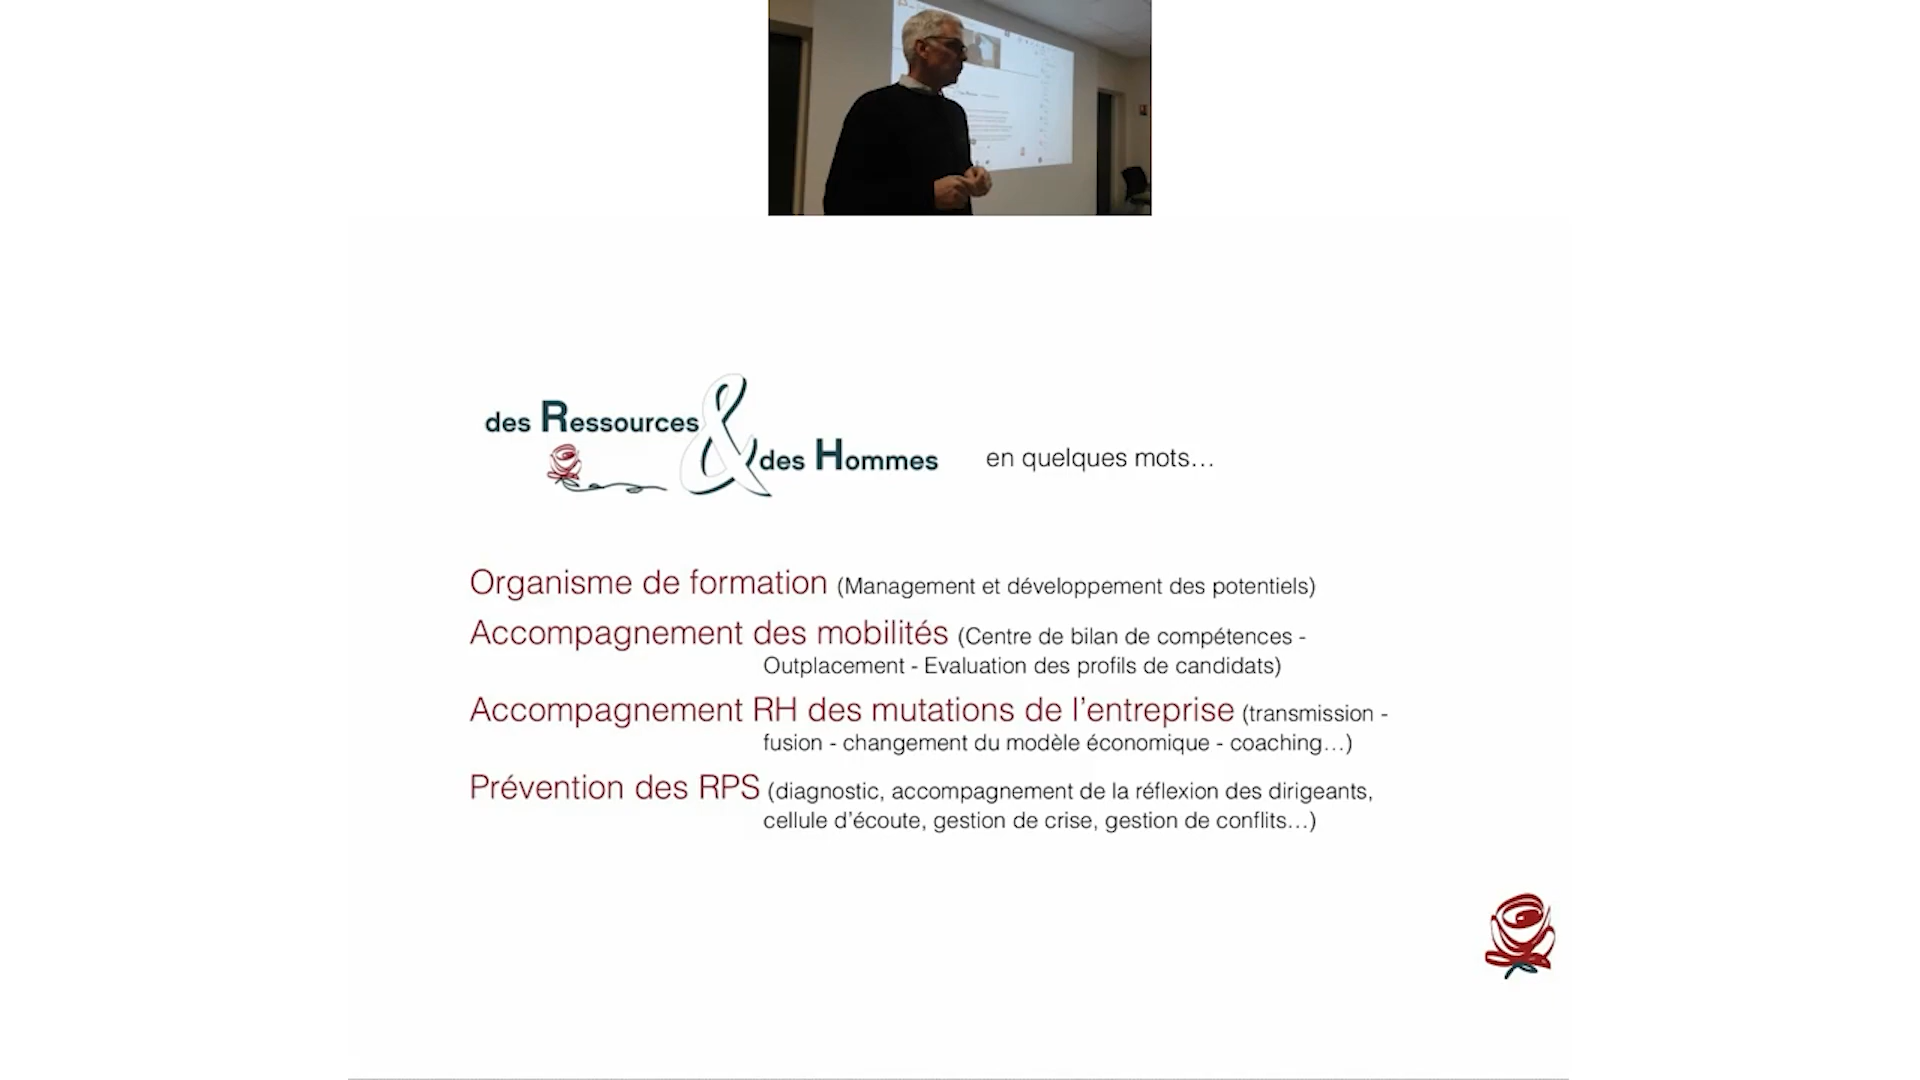 des Ressources
&
des Hommes
en quelques mots…
Organisme de formation (Management et développement des potentiels)
Accompagnement des mobilités (Centre de bilan de compétences -
Outplacement - Evaluation des profils de candidats)
Accompagnement RH des mutations de l’entreprise (transmission -
fusion - changement du modèle économique - coaching…)
Prévention des RPS (diagnostic, accompagnement de la réflexion des dirigeants,
cellule d’écoute, gestion de crise, gestion de conflits…)